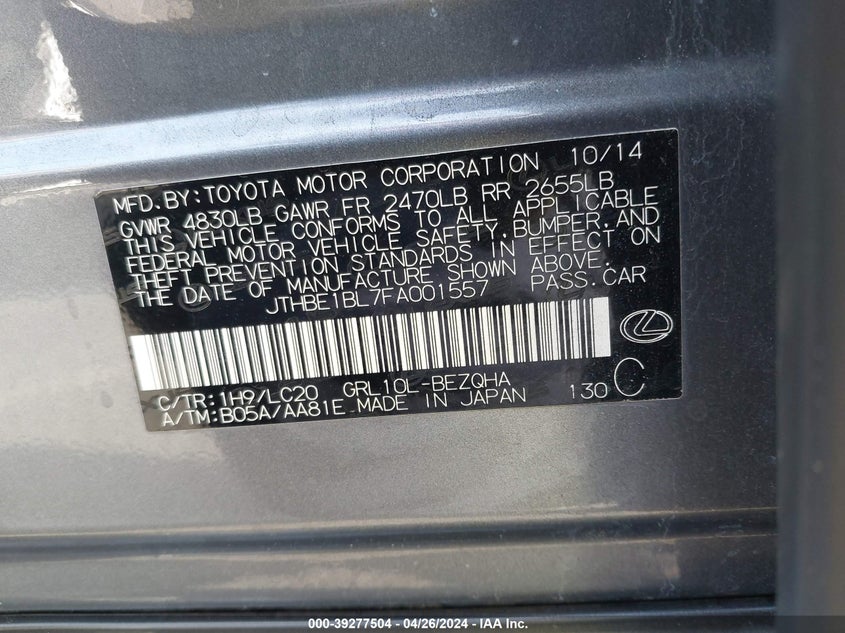 MFD.BY:TOYOTA MOTOR CORPORATION 10/14
GVWR 4830LB GAWR FR 2470LB RR 2655LB
THIS VEHICLE CONFORMS TO ALL APPLICABLE
FEDERAL MOTOR VEHICLE SAFETY,BUMPER,AND
THEFT PREVENTION STANDARDS IN EFFECT ON
THE DATE OF MANUFACTURE SHOWN ABOVE.
JTHBE1BL7FA001557 PASS.CAR
C/TR:1H9/LC20 GRL10L-BEZQHA
A/TM:B05A/AA81E MADE IN JAPAN 130 C
000-39277504 - 04/26/2024 - IAA Inc.